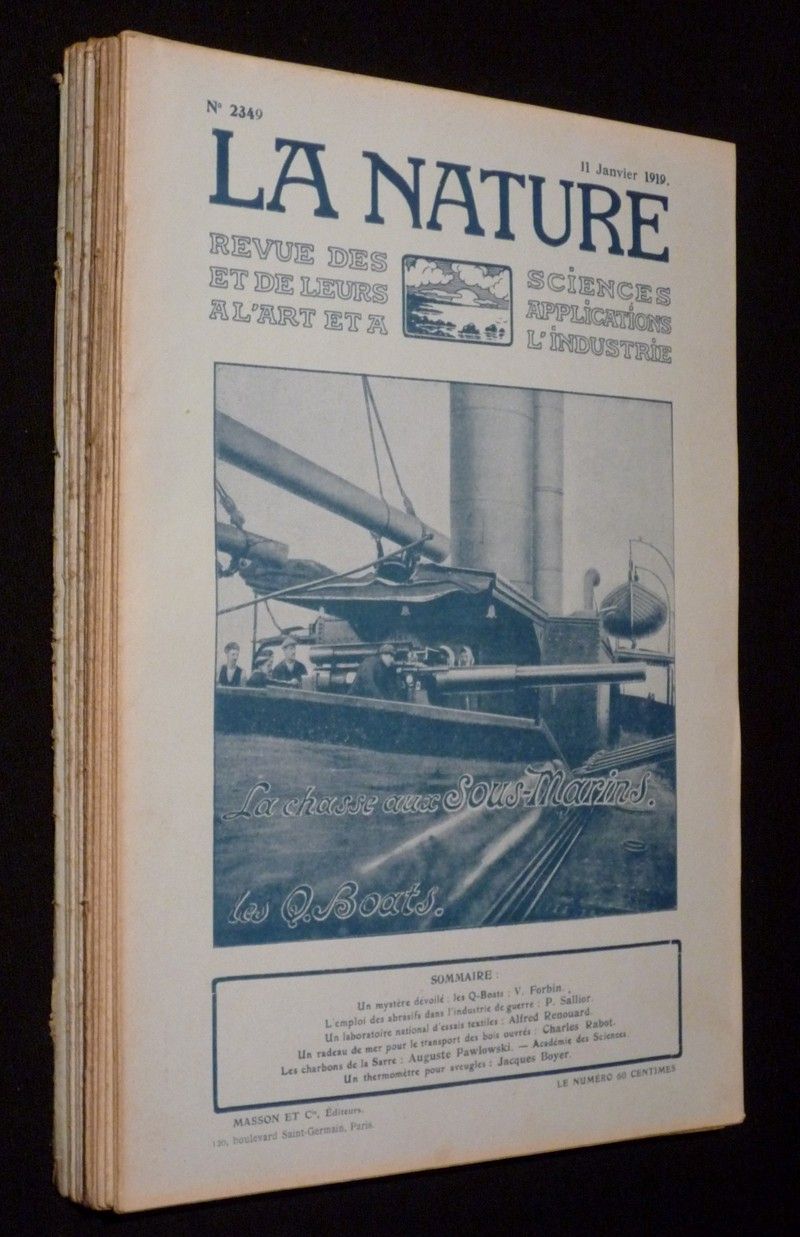 Nº 2349
11 Janvier 1919.
LA NATURE
REVUE DES SCIENCES
ET DE LEURS APPLICATIONS
A L'ART ET A L'INDUSTRIE
La chasse aux Sous-Marins.
les Q.Boats.
SOMMAIRE :
Un mystère dévoilé : les Q-Boats : V. Forbin.
L'emploi des abrasifs dans l'industrie de guerre : P. Sallior.
Un laboratoire national d'essais textiles : Alfred Renouard.
Un radeau de mer pour le transport des bois ouvrés : Charles Rabot.
Les charbons de la Sarre : Auguste Pawlowski. — Académie des Sciences.
Un thermomètre pour aveugles : Jacques Boyer.
MASSON ET Cie, Éditeurs.
LE NUMÉRO 60 CENTIMES
120, boulevard Saint-Germain, Paris.